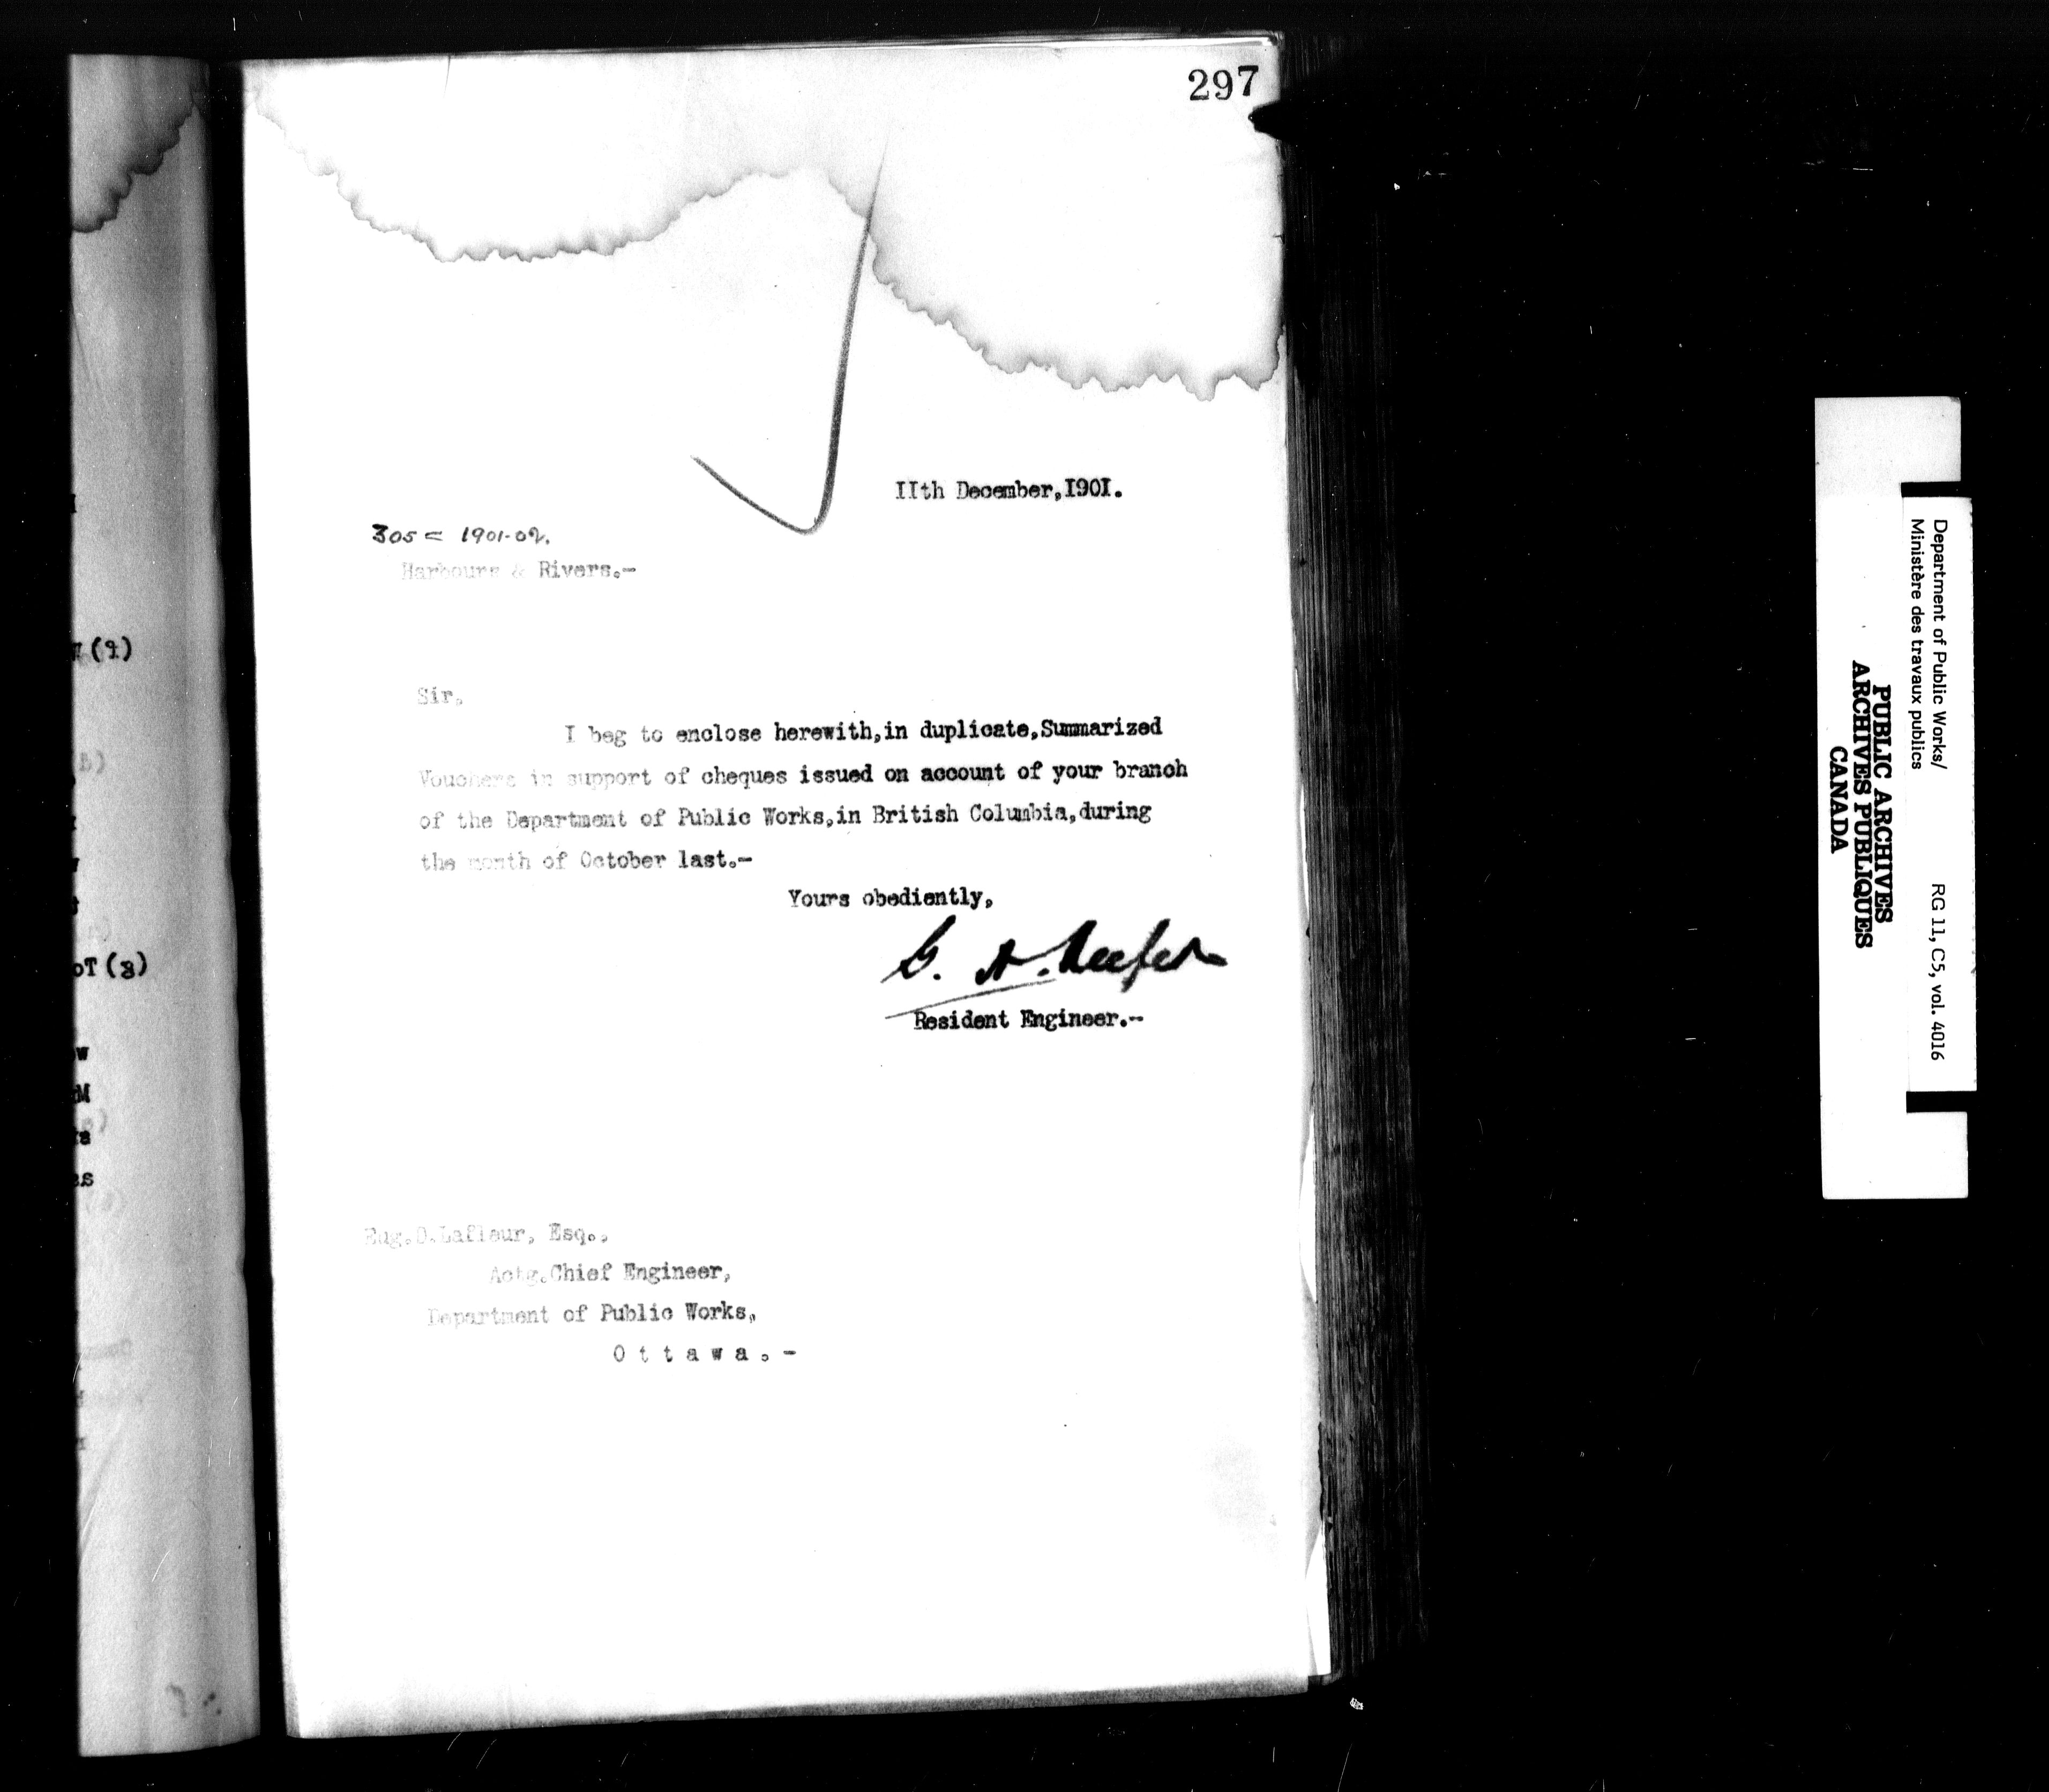 297
IIth December,I90I.
305 = 1901-02.
Harbours & Rivers.-
Sir,
I beg to enclose herewith,in duplicate,Summarized
Vouchers in support of cheques issued on account of your branch
of the Department of Public Works,in British Columbia,during
the month of October last.-
Yours obediently,
G. A. Keefer
Resident Engineer.-
Eug.D.Lafleur, Esq.,
Actg.Chief Engineer,
Department of Public Works,
O t t a w a . -
Department of Public Works/
Ministère des travaux publics
RG 11, C5, vol. 4016
PUBLIC ARCHIVES
ARCHIVES PUBLIQUES
CANADA